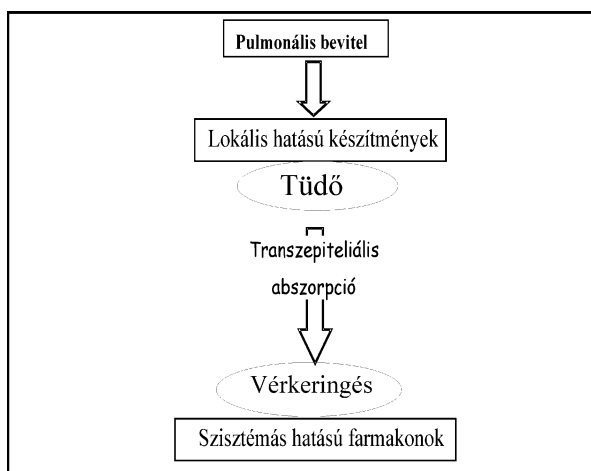 Pulmonális bevitel
Lokális hatású készítmények
Tüdő
Transzepiteliális
abszorpció
Vérkeringés
Szisztémás hatású farmakonok